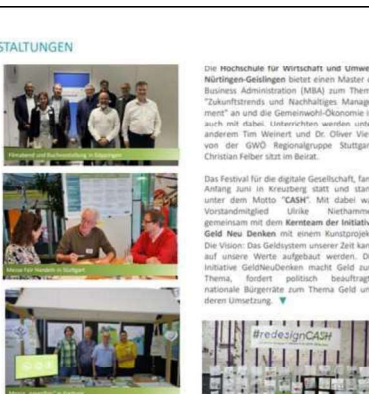 STALTUNGEN
Filmabend und Buchvorstellung in Göppingen
Messe Fair Handeln in Stuttgart
Die Hochschule für Wirtschaft und Umwel
Nürtingen-Geislingen bietet einen Master
Business Administration (MBA) zum Them
"Zukunftstrends und Nachhaltiges Manage
ment" an und die Gemeinwohl-Ökonomie i
auch mit dabei. Unterrichten werden unte
anderem Tim Weinert und Dr. Oliver Vie
von der GWÖ Regionalgruppe Stuttgar
Christian Felber sitzt im Beirat.
Das Festival für die digitale Gesellschaft, fan
Anfang Juni in Kreuzberg statt und stan
unter dem Motto "CASH". Mit dabei wa
Vorstandmitglied Ulrike Niethamme
gemeinsam mit dem Kernteam der Initiativ
Geld Neu Denken mit einem Kunstprojek
Die Vision: Das Geldsystem unserer Zeit kan
auf unsere Werte aufgebaut werden. Di
Initiative GeldNeuDenken macht Geld zu
Thema, fordert politisch beauftragt
nationale Bürgerräte zum Thema Geld un
deren Umsetzung.
#redesignCASH